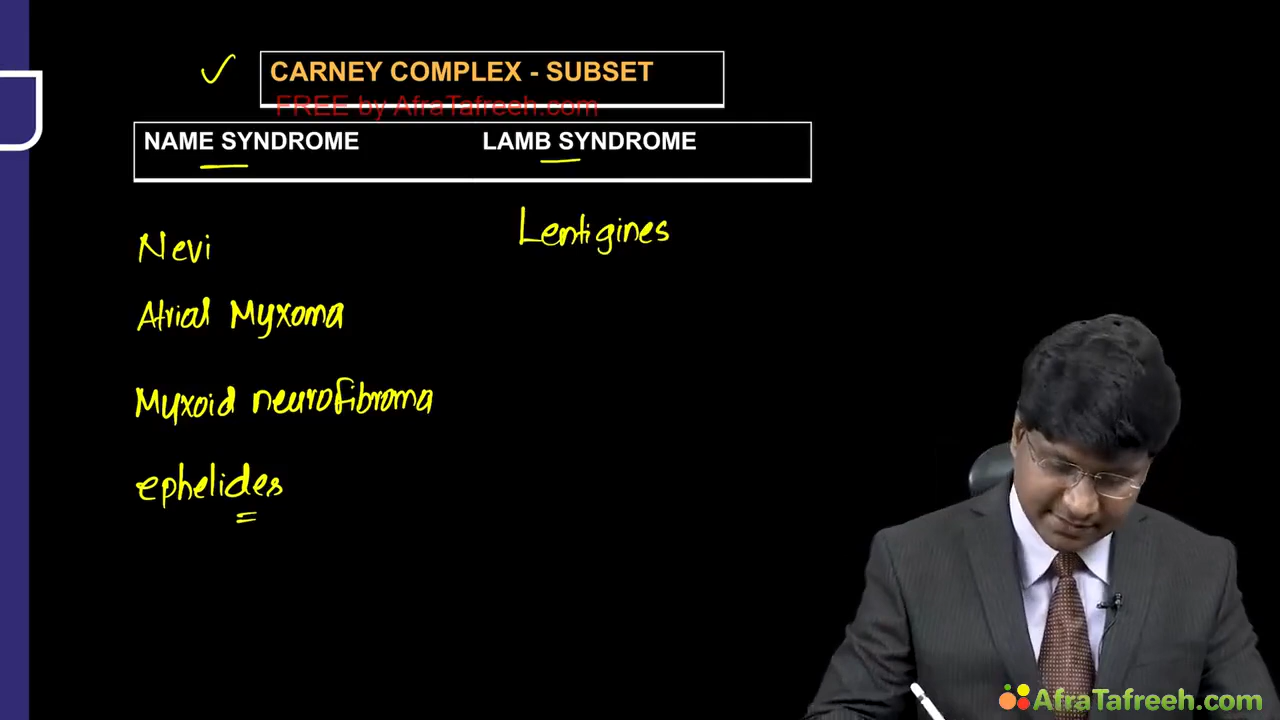 CARNEY COMPLEX - SUBSET
FREE by AfraTafreeh.com
NAME SYNDROME LAMB SYNDROME
Nevi Lentigines
Atrial Myxoma
Myxoid neurofibroma
ephelides
AfraTafreeh.com